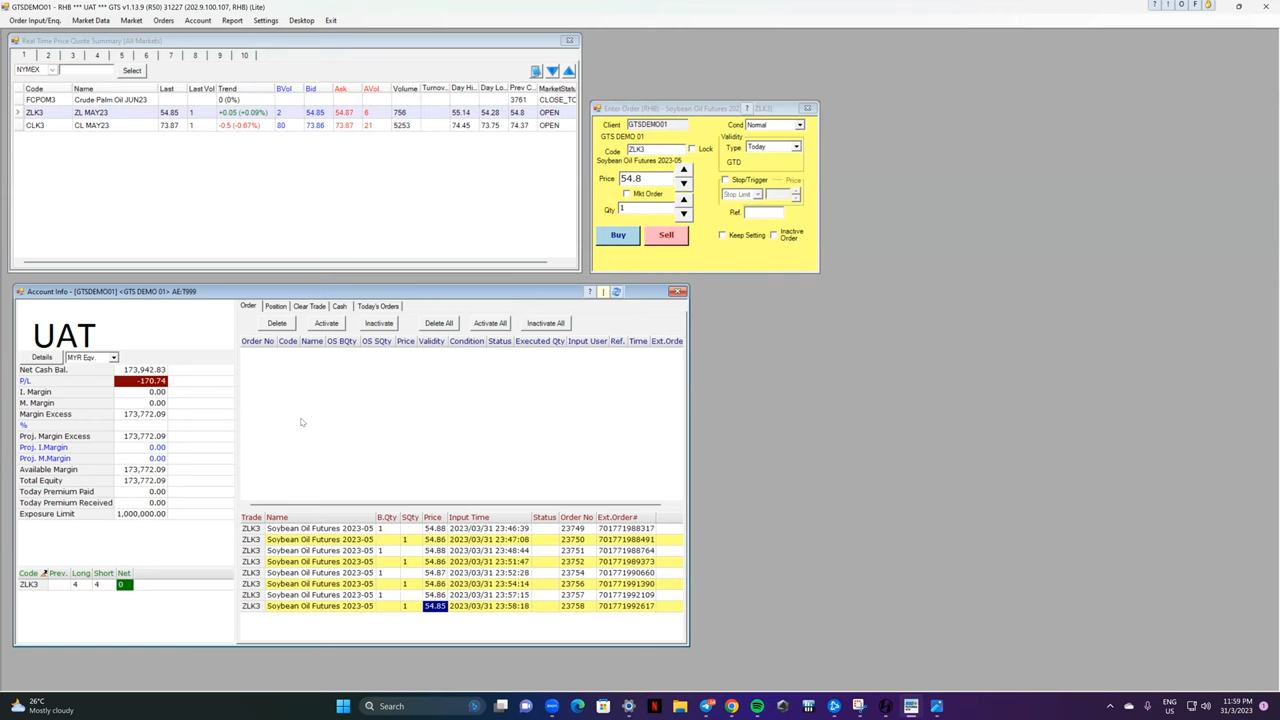 GTSDEMO01 - RHB *** UAT *** GTS v1.13.9 (RS0) 31227 (202.9.100.107, RHB) (Lite)
Order Input/Enq. Market Data Market Orders Account Report Settings Desktop Exit
Real Time Price Quote Summary (All Markets)
1 2 3 4 5 6 7 8 9 10
NYMEX Select
Code Name Last Last Vol Trend BVol Bid Ask AVol Volume Turnov... Day Hi... Day Lo... Prev C... MarketStatu
FCPOM3 Crude Palm Oil JUN23 0 (0%) 3761 CLOSE_TC
ZLK3 ZL MAY23 54.85 1 +0.05 (+0.09%) 2 54.85 54.87 6 756 55.14 54.28 54.8 OPEN
CLK3 CL MAY23 73.87 1 -0.5 (-0.67%) 80 73.86 73.87 21 5253 74.45 73.75 74.37 OPEN
Enter Order (RHB) - Soybean Oil Futures 202 ? ZLK3)
Client GTSDEMO01 Cond Normal
GTS DEMO 01 Validity
Code ZLK3 Lock Type Today
Soybean Oil Futures 2023-05
GTD
Price 54.8 Stop/Trigger Price
Mkt Order Stop Limit
Qty 1 Ref.
Buy Sell Keep Setting Inactive Order
Account Info - [GTSDEMO01] <GTS DEMO 01> AE:T999
UAT
Details MYR Eqv.
Net Cash Bal. 173,942.83
P/L -170.74
I. Margin 0.00
M. Margin 0.00
Margin Excess 173,772.09
%
Proj. Margin Excess 173,772.09
Proj. I.Margin 0.00
Proj. M.Margin 0.00
Available Margin 173,772.09
Total Equity 173,772.09
Today Premium Paid 0.00
Today Premium Received 0.00
Exposure Limit 1,000,000.00
Code Prev. Long Short Net
ZLK3 4 4 0
Order Position Clear Trade Cash Today's Orders
Delete Activate Inactivate Delete All Activate All Inactivate All
Order No Code Name OS BQty OS SQty Price Validity Condition Status Executed Qty Input User Ref. Time Ext.Orde
Trade Name B.Qty SQty Price Input Time Status Order No Ext.Order#
ZLK3 Soybean Oil Futures 2023-05 1 54.88 2023/03/31 23:46:39 23749 701771988317
ZLK3 Soybean Oil Futures 2023-05 1 54.86 2023/03/31 23:47:08 23750 701771988491
ZLK3 Soybean Oil Futures 2023-05 1 54.88 2023/03/31 23:48:44 23751 701771988764
ZLK3 Soybean Oil Futures 2023-05 1 54.86 2023/03/31 23:51:47 23752 701771989373
ZLK3 Soybean Oil Futures 2023-05 1 54.87 2023/03/31 23:52:28 23754 701771990660
ZLK3 Soybean Oil Futures 2023-05 1 54.86 2023/03/31 23:54:14 23756 701771991390
ZLK3 Soybean Oil Futures 2023-05 1 54.86 2023/03/31 23:57:15 23757 701771992109
ZLK3 Soybean Oil Futures 2023-05 1 54.85 2023/03/31 23:58:18 23758 701771992617
26°C
Mostly cloudy
Search
ENG
US
11:59 PM
31/3/2023